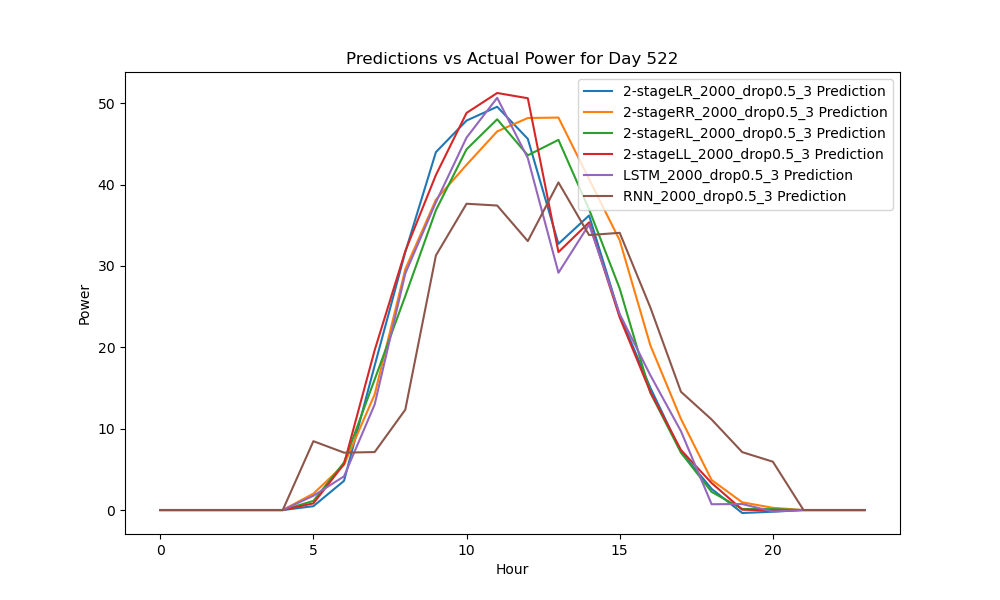 Predictions vs Actual Power for Day 522
2-stageLR_2000_drop0.5_3 Prediction
2-stageRR_2000_drop0.5_3 Prediction
2-stageRL_2000_drop0.5_3 Prediction
2-stageLL_2000_drop0.5_3 Prediction
LSTM_2000_drop0.5_3 Prediction
RNN_2000_drop0.5_3 Prediction
Power
50
40
30
20
10
0
0 5 10 15 20
Hour